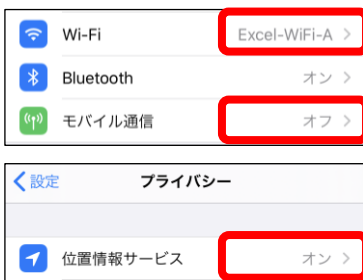 Wi-Fi Excel-WiFi-A
Bluetooth オン
モバイル通信 オフ
設定 プライバシー
位置情報サービス オン